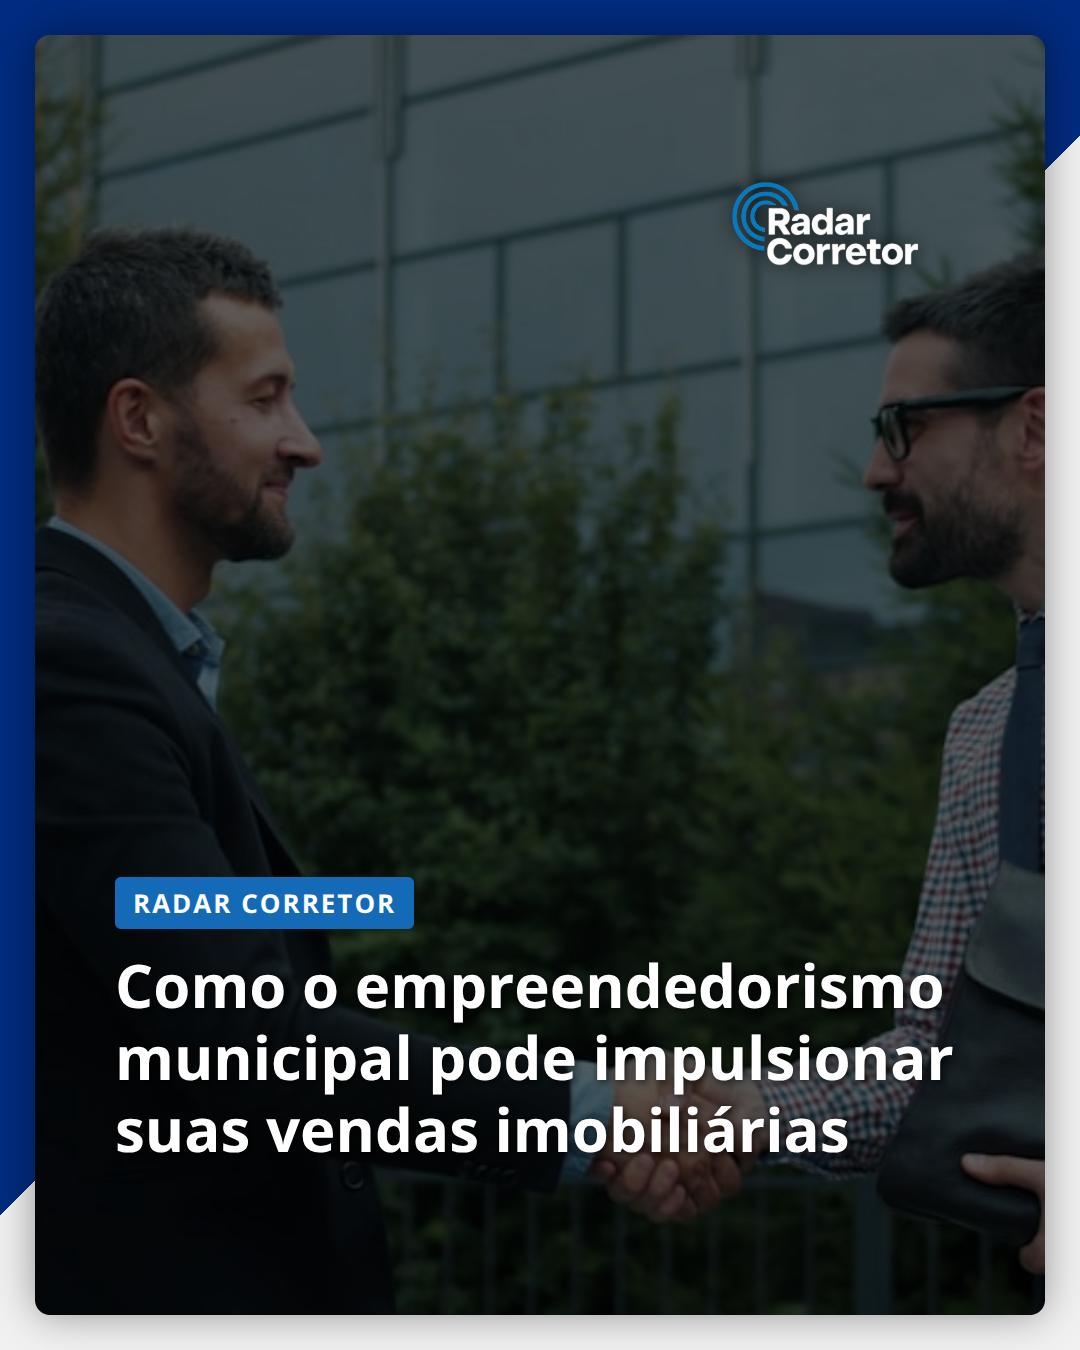 Radar
Corretor
RADAR CORRETOR
Como o empreendedorismo
municipal pode impulsionar
suas vendas imobiliárias